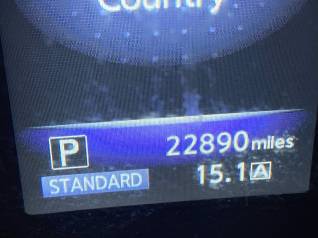 Country
P 22890 miles
STANDARD 15.1 A